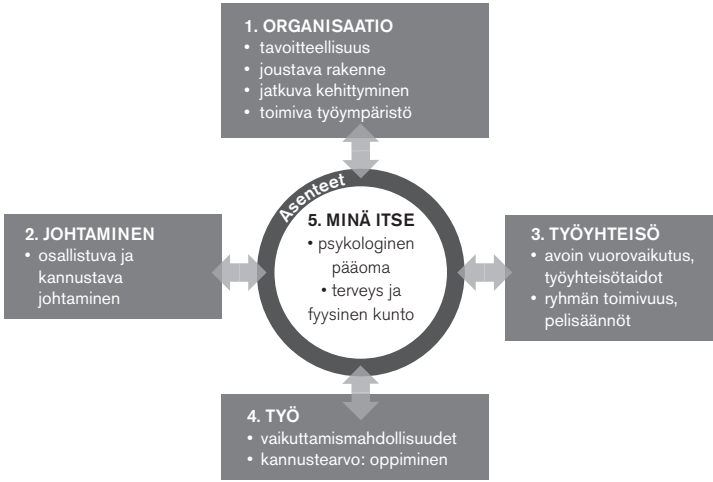 1. ORGANISAATIO
• tavoitteellisuus
• joustava rakenne
• jatkuva kehittyminen
• toimiva työympäristö
Asenteet
5. MINÄ ITSE
• psykologinen
pääoma
• terveys ja
fyysinen kunto
2. JOHTAMINEN
• osallistuva ja
kannustava
johtaminen
3. TYÖYHTEISÖ
• avoin vuorovaikutus,
työyhteisötaidot
• ryhmän toimivuus,
pelisäännöt
4. TYÖ
• vaikuttamismahdollisuudet
• kannustearvo: oppiminen